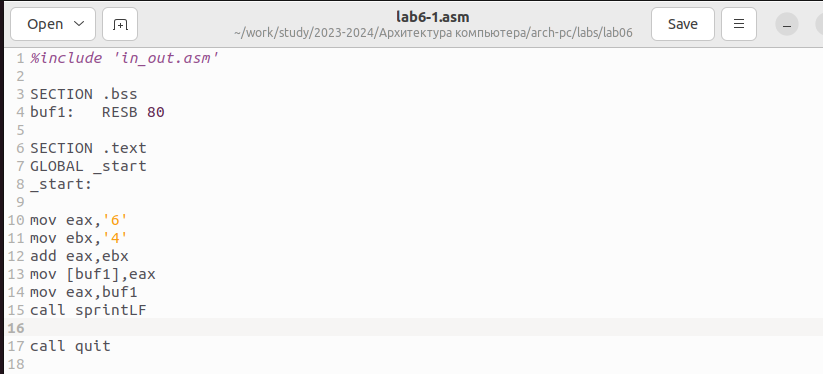 Open
lab6-1.asm
~/work/study/2023-2024/Архитектура компьютера/arch-pc/labs/lab06
Save
1 %include 'in_out.asm'
2
3 SECTION .bss
4 buf1:   RESB 80
5
6 SECTION .text
7 GLOBAL _start
8 _start:
9
10 mov eax,'6'
11 mov ebx,'4'
12 add eax,ebx
13 mov [buf1],eax
14 mov eax,buf1
15 call sprintLF
16
17 call quit
18